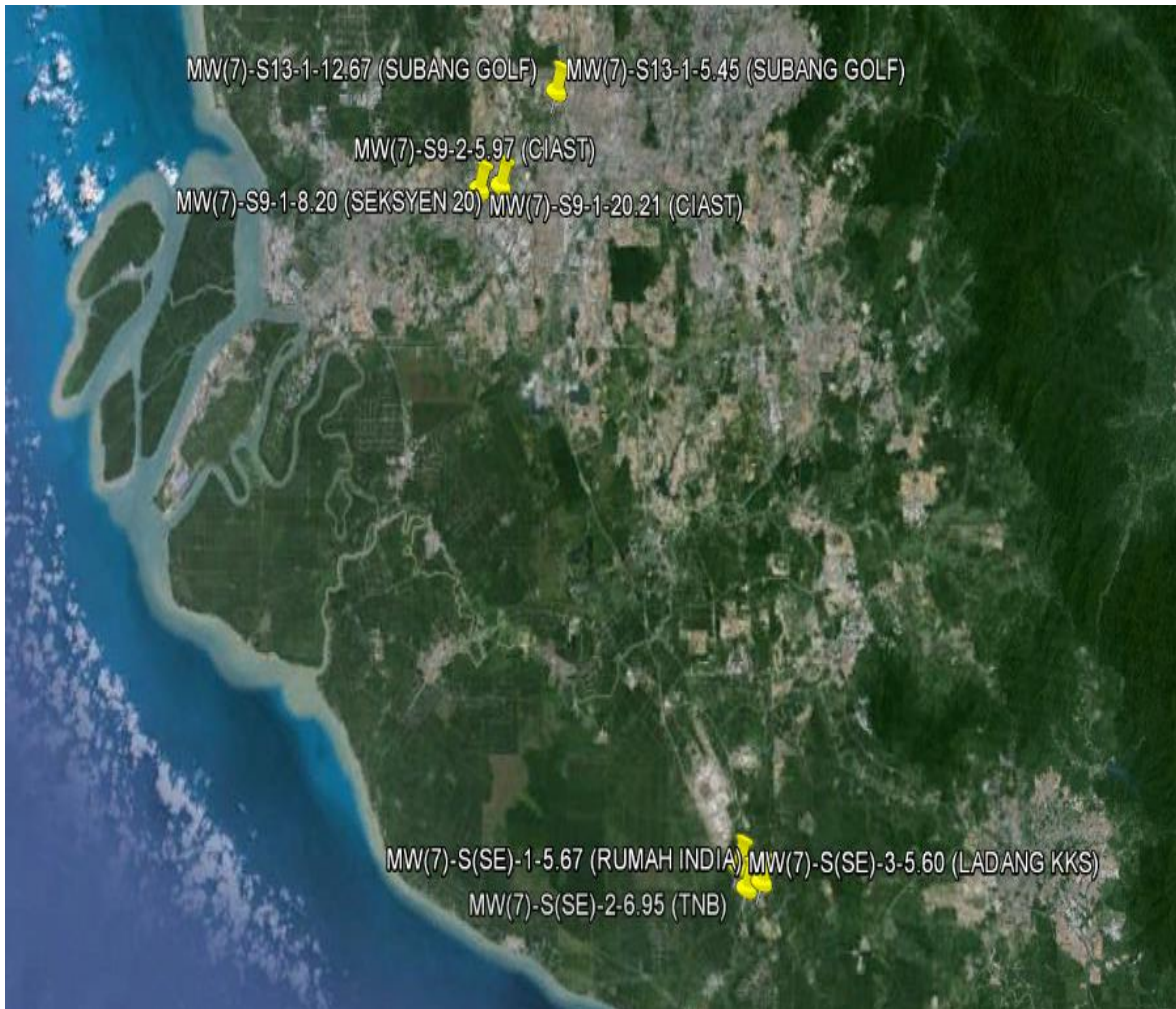 MW(7)-S13-1-12.67 (SUBANG GOLF)
MW(7)-S13-1-5.45 (SUBANG GOLF)
MW(7)-S9-2-5.97 (CIAST)
MW(7)-S9-1-8.20 (SEKSYEN 20)
MW(7)-S9-1-20.21 (CIAST)
MW(7)-S(SE)-1-5.67 (RUMAH INDIA)
MW(7)-S(SE)-3-5.60 (LADANG KKS)
MW(7)-S(SE)-2-6.95 (TNB)